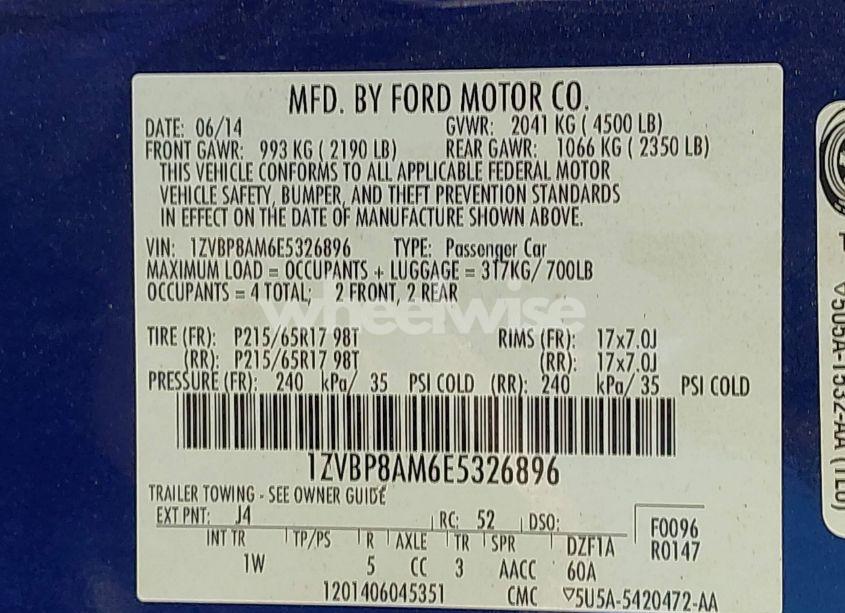 MFD. BY FORD MOTOR CO.
DATE: 06/14 GVWR: 2041 KG ( 4500 LB)
FRONT GAWR: 993 KG ( 2190 LB) REAR GAWR: 1066 KG ( 2350 LB)
THIS VEHICLE CONFORMS TO ALL APPLICABLE FEDERAL MOTOR
VEHICLE SAFETY, BUMPER, AND THEFT PREVENTION STANDARDS
IN EFFECT ON THE DATE OF MANUFACTURE SHOWN ABOVE.
VIN: 1ZVBP8AM6E5326896 TYPE: Passenger Car
MAXIMUM LOAD = OCCUPANTS + LUGGAGE = 317KG/ 700LB
OCCUPANTS = 4 TOTAL; 2 FRONT, 2 REAR
wheelwise
TIRE (FR): P215/65R17 98T RIMS (FR): 17x7.0J
(RR): P215/65R17 98T (RR): 17x7.0J
PRESSURE (FR): 240 kPa/ 35 PSI COLD (RR): 240 kPa/ 35 PSI COLD
1ZVBP8AM6E5326896
TRAILER TOWING - SEE OWNER GUIDE
EXT PNT: J4 RC: 52 DSO: F0096
INT TR TP/PS R AXLE TR SPR DZF1A R0147
1W 5 CC 3 AACC 60A
1201406045351 CMC ▽5U5A-5420472-AA